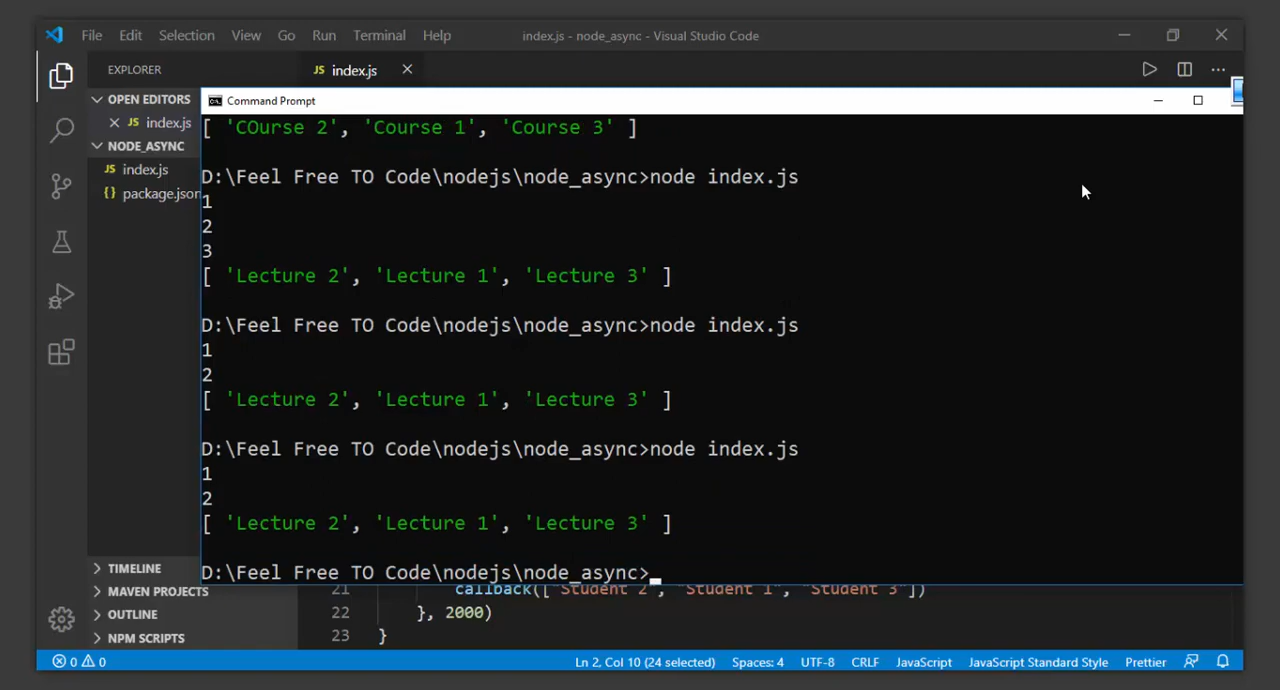 File Edit Selection View Go Run Terminal Help index.js - node_async - Visual Studio Code
EXPLORER
JS index.js
OPEN EDITORS
JS index.js
NODE_ASYNC
JS index.js
{} package.json
Command Prompt
[ 'COurse 2', 'Course 1', 'Course 3' ]
D:\Feel Free TO Code\nodejs\node_async>node index.js
1
2
3
[ 'Lecture 2', 'Lecture 1', 'Lecture 3' ]
D:\Feel Free TO Code\nodejs\node_async>node index.js
1
2
[ 'Lecture 2', 'Lecture 1', 'Lecture 3' ]
D:\Feel Free TO Code\nodejs\node_async>node index.js
1
2
[ 'Lecture 2', 'Lecture 1', 'Lecture 3' ]
D:\Feel Free TO Code\nodejs\node_async>
TIMELINE
MAVEN PROJECTS
OUTLINE
NPM SCRIPTS
21 callback(["Student 2", "Student 1", "Student 3"])
22 }, 2000)
23 }
0 0 Ln 2, Col 10 (24 selected) Spaces: 4 UTF-8 CRLF JavaScript JavaScript Standard Style Prettier